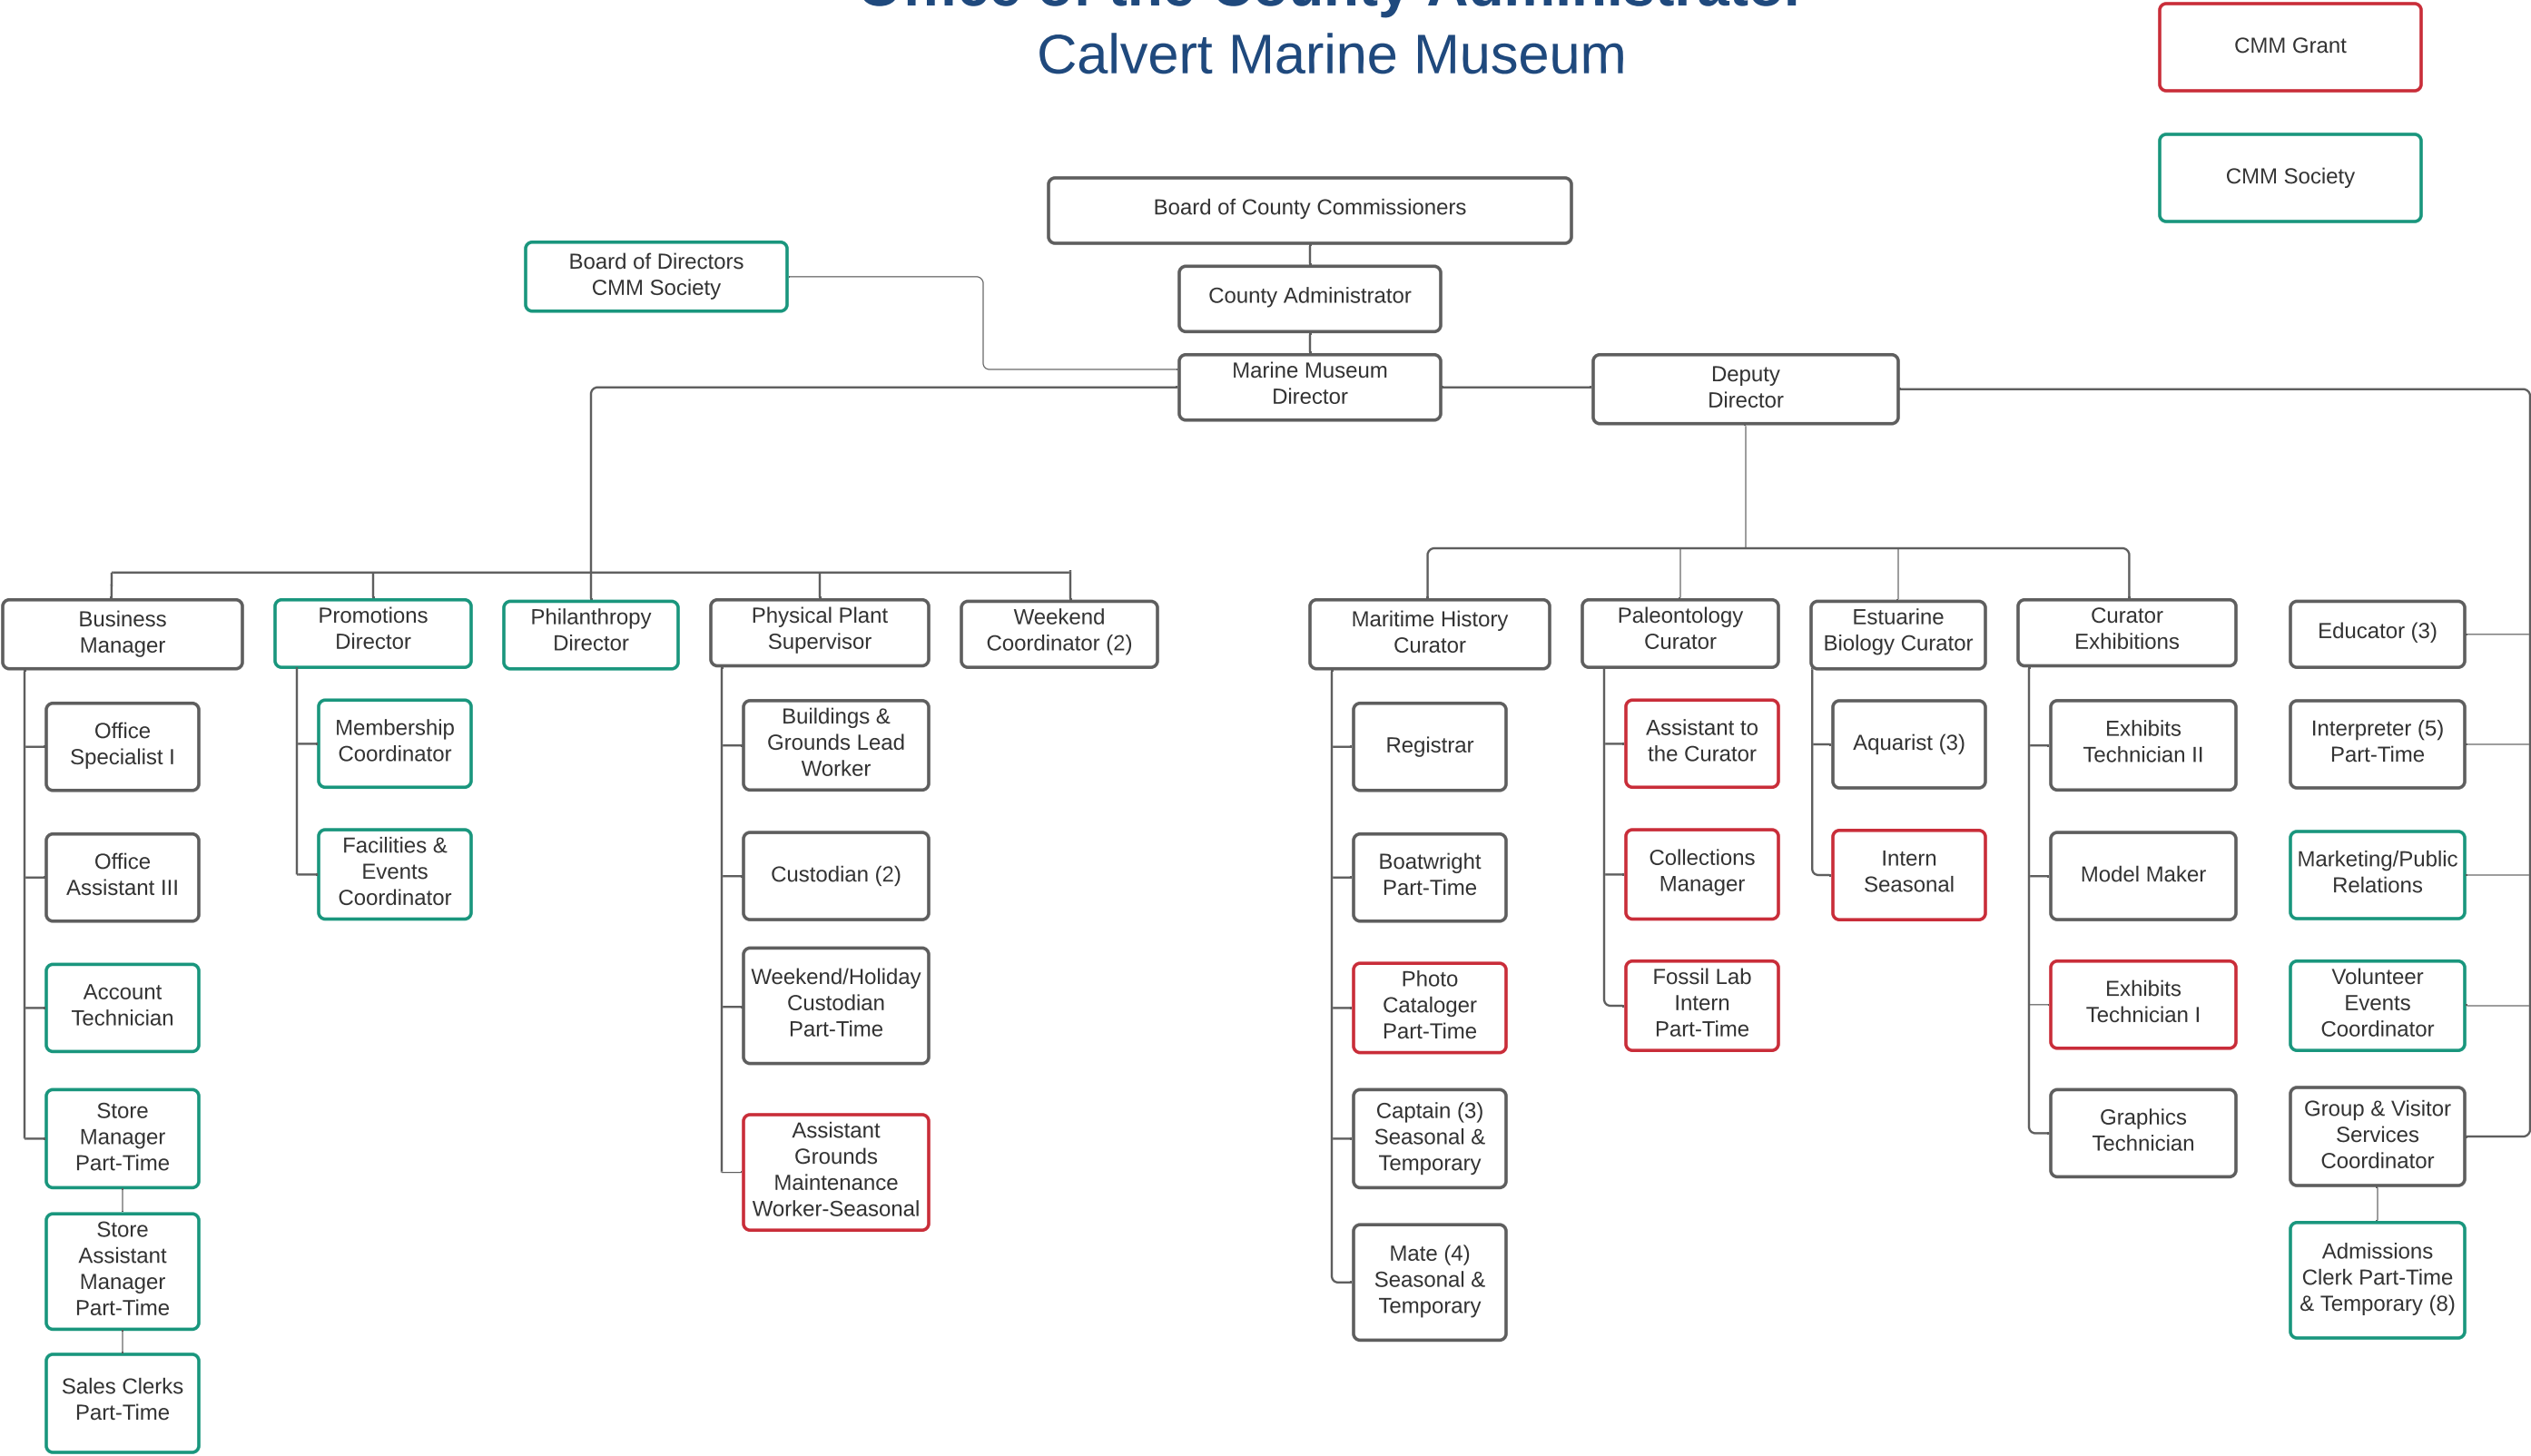 Office of the County Administrator
Calvert Marine Museum
CMM Grant
CMM Society
Board of County Commissioners
Board of Directors
CMM Society
County Administrator
Marine Museum
Director
Deputy
Director
Business
Manager
Promotions
Director
Philanthropy
Director
Physical Plant
Supervisor
Weekend
Coordinator (2)
Maritime History
Curator
Paleontology
Curator
Estuarine
Biology Curator
Curator
Exhibitions
Educator (3)
Office
Specialist I
Membership
Coordinator
Buildings &
Grounds Lead
Worker
Registrar
Assistant to
the Curator
Aquarist (3)
Exhibits
Technician II
Interpreter (5)
Part-Time
Office
Assistant III
Facilities &
Events
Coordinator
Custodian (2)
Boatwright
Part-Time
Collections
Manager
Intern
Seasonal
Model Maker
Marketing/Public
Relations
Account
Technician
Weekend/Holiday
Custodian
Part-Time
Photo
Cataloger
Part-Time
Fossil Lab
Intern
Part-Time
Exhibits
Technician I
Volunteer
Events
Coordinator
Store
Manager
Part-Time
Assistant
Grounds
Maintenance
Worker-Seasonal
Captain (3)
Seasonal &
Temporary
Graphics
Technician
Group & Visitor
Services
Coordinator
Store
Assistant
Manager
Part-Time
Mate (4)
Seasonal &
Temporary
Admissions
Clerk Part-Time
& Temporary (8)
Sales Clerks
Part-Time